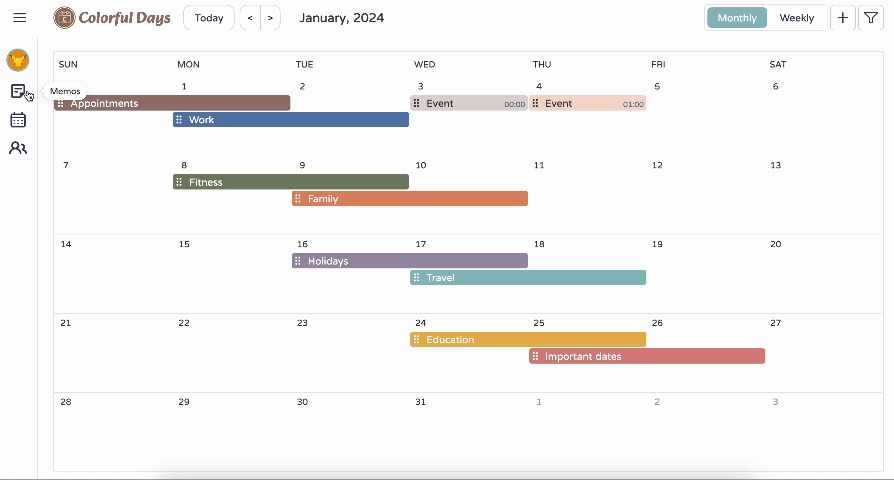 Colorful Days
Today
<
>
January, 2024
Monthly
Weekly
+
Memos
SUN MON TUE WED THU FRI SAT
1 2 3 4 5 6
Appointments
Event 00:00
Event 01:00
Work
7 8 9 10 11 12 13
Fitness
Family
14 15 16 17 18 19 20
Holidays
Travel
21 22 23 24 25 26 27
Education
Important dates
28 29 30 31 1 2 3